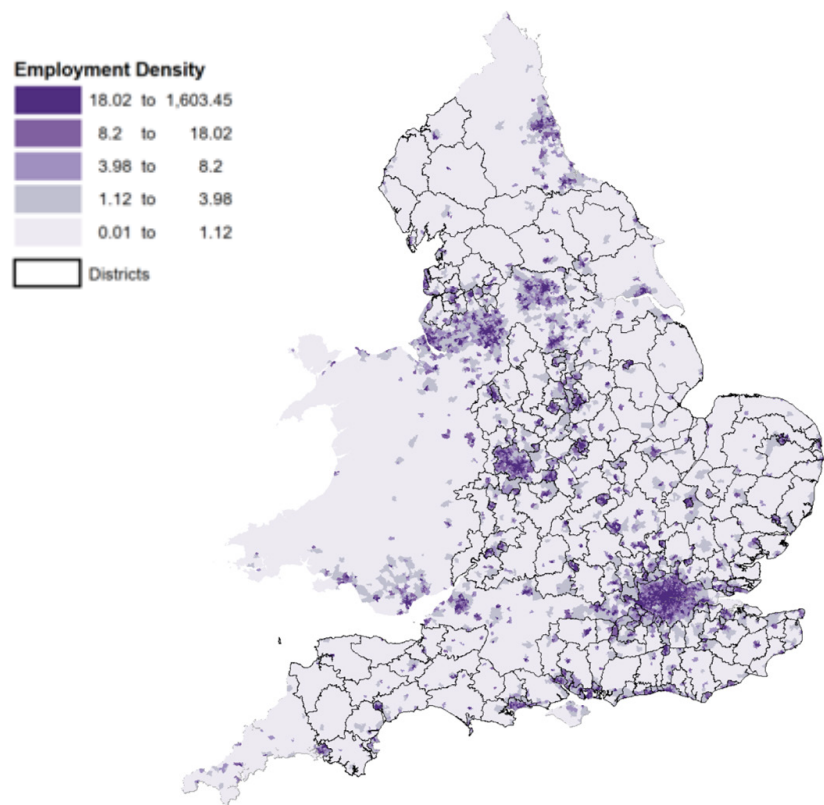 Employment Density
18.02 to 1,603.45
8.2 to 18.02
3.98 to 8.2
1.12 to 3.98
0.01 to 1.12
Districts